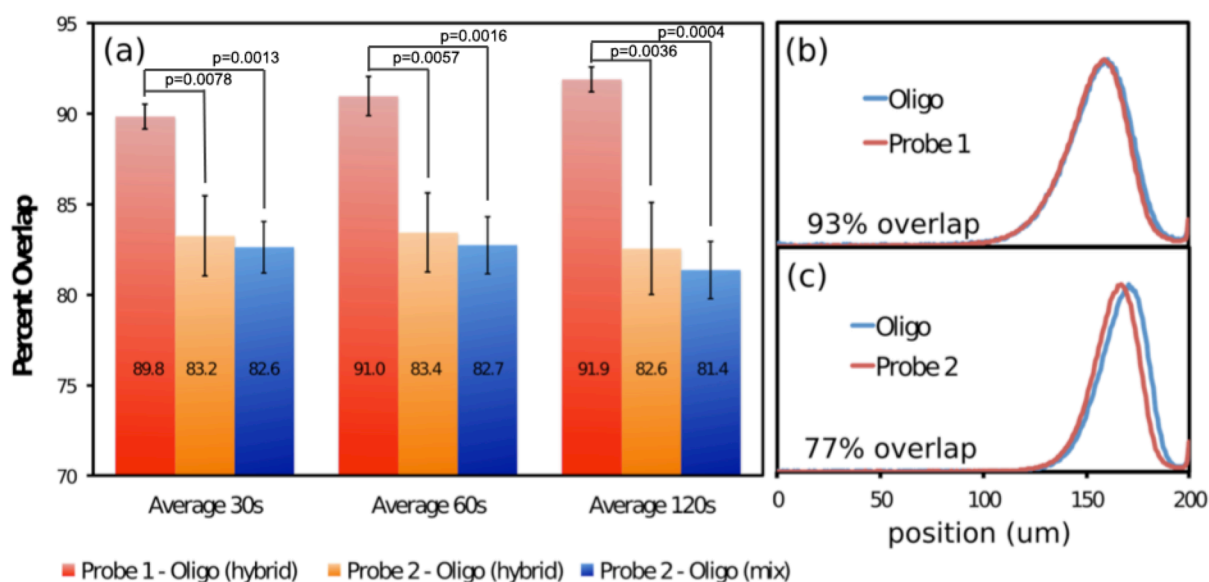 (a)
p=0.0013
p=0.0078
p=0.0016
p=0.0057
p=0.0004
p=0.0036
95
90
85
80
75
70
Percent Overlap
89.8 83.2 82.6
91.0 83.4 82.7
91.9 82.6 81.4
Average 30s Average 60s Average 120s
Probe 1 - Oligo (hybrid) Probe 2 - Oligo (hybrid) Probe 2 - Oligo (mix)
(b)
Oligo
Probe 1
93% overlap
(c)
Oligo
Probe 2
77% overlap
0 50 100 150 200
position (um)